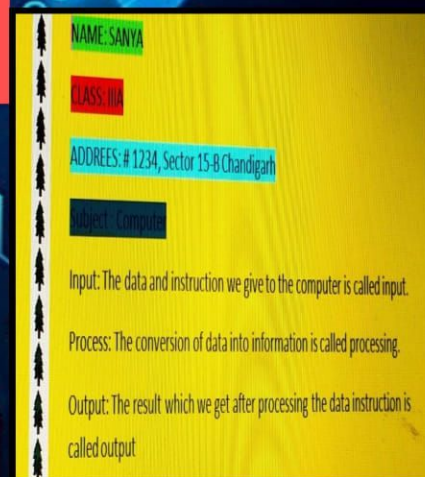 NAME: SANYA
CLASS: IIIA
ADDREES: # 1234, Sector 15-B Chandigarh
Subject : Computer
Input: The data and instruction we give to the computer is called input.
Process: The conversion of data into information is called processing.
Output: The result which we get after processing the data instruction is
called output